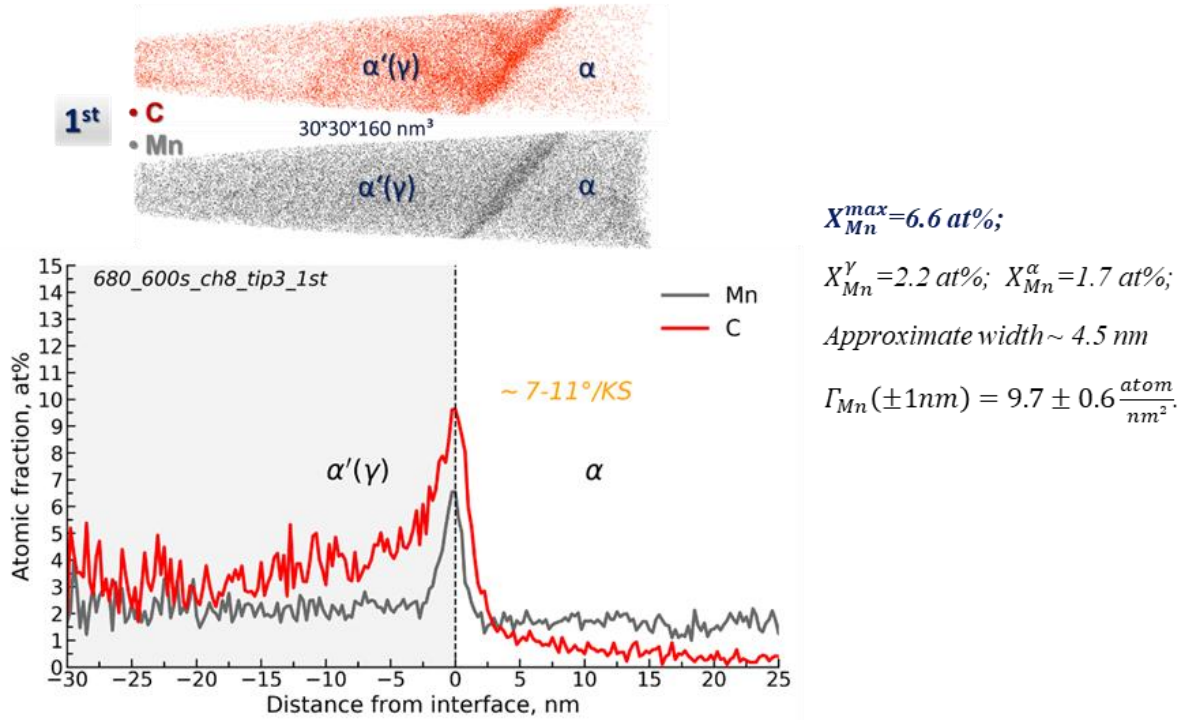 α‘(γ) α
1st
• C
• Mn
30ˣ30ˣ160 nm³
α‘(γ) α
X_Mn^max=6.6 at%;
X_Mn^γ=2.2 at%; X_Mn^α=1.7 at%;
Approximate width~ 4.5 nm
Γ_Mn(±1nm) = 9.7 ± 0.6 atom/nm².
680_600s_ch8_tip3_1st
Mn
C
~ 7-11°/KS
α′(γ) α
Atomic fraction, at%
15
14
13
12
11
10
9
8
7
6
5
4
3
2
1
0
−30 −25 −20 −15 −10 −5 0 5 10 15 20 25
Distance from interface, nm